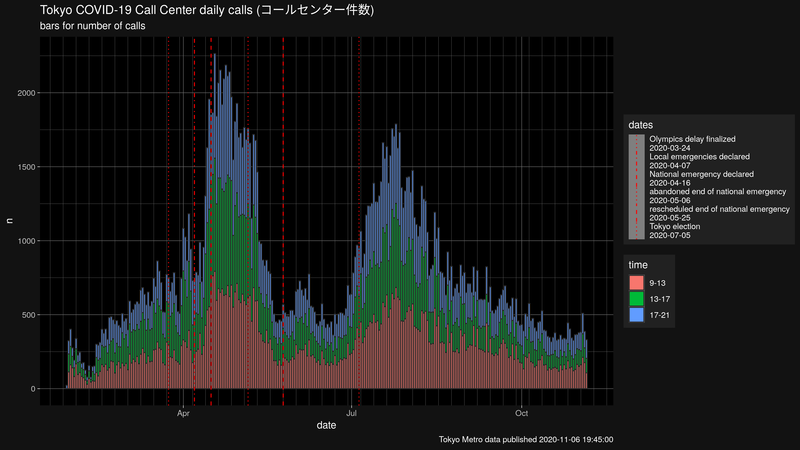 Tokyo COVID-19 Call Center daily calls (コールセンター件数)
bars for number of calls
n
2000
1500
1000
500
0
Apr
Jul
Oct
date
dates
Olympics delay finalized
2020-03-24
Local emergencies declared
2020-04-07
National emergency declared
2020-04-16
abandoned end of national emergency
2020-05-06
rescheduled end of national emergency
2020-05-25
Tokyo election
2020-07-05
time
9-13
13-17
17-21
Tokyo Metro data published 2020-11-06 19:45:00